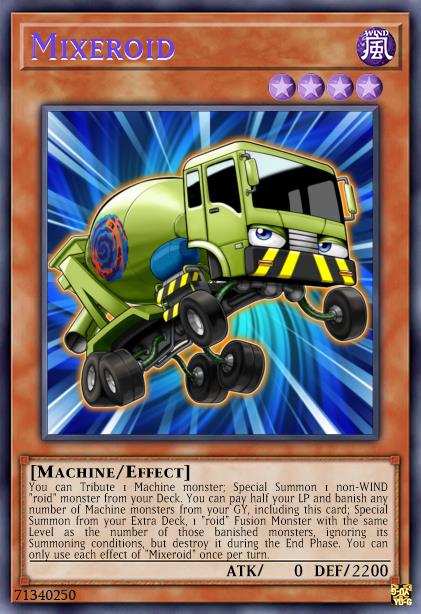 Mixeroid
WIND
風
[Machine/Effect]
You can Tribute 1 Machine monster; Special Summon 1 non-WIND
"roid" monster from your Deck. You can pay half your LP and banish any
number of Machine monsters from your GY, including this card; Special
Summon from your Extra Deck, 1 "roid" Fusion Monster with the same
Level as the number of those banished monsters, ignoring its
Summoning conditions, but destroy it during the End Phase. You can
only use each effect of "Mixeroid" once per turn.
ATK/ 0 DEF/2200
71340250